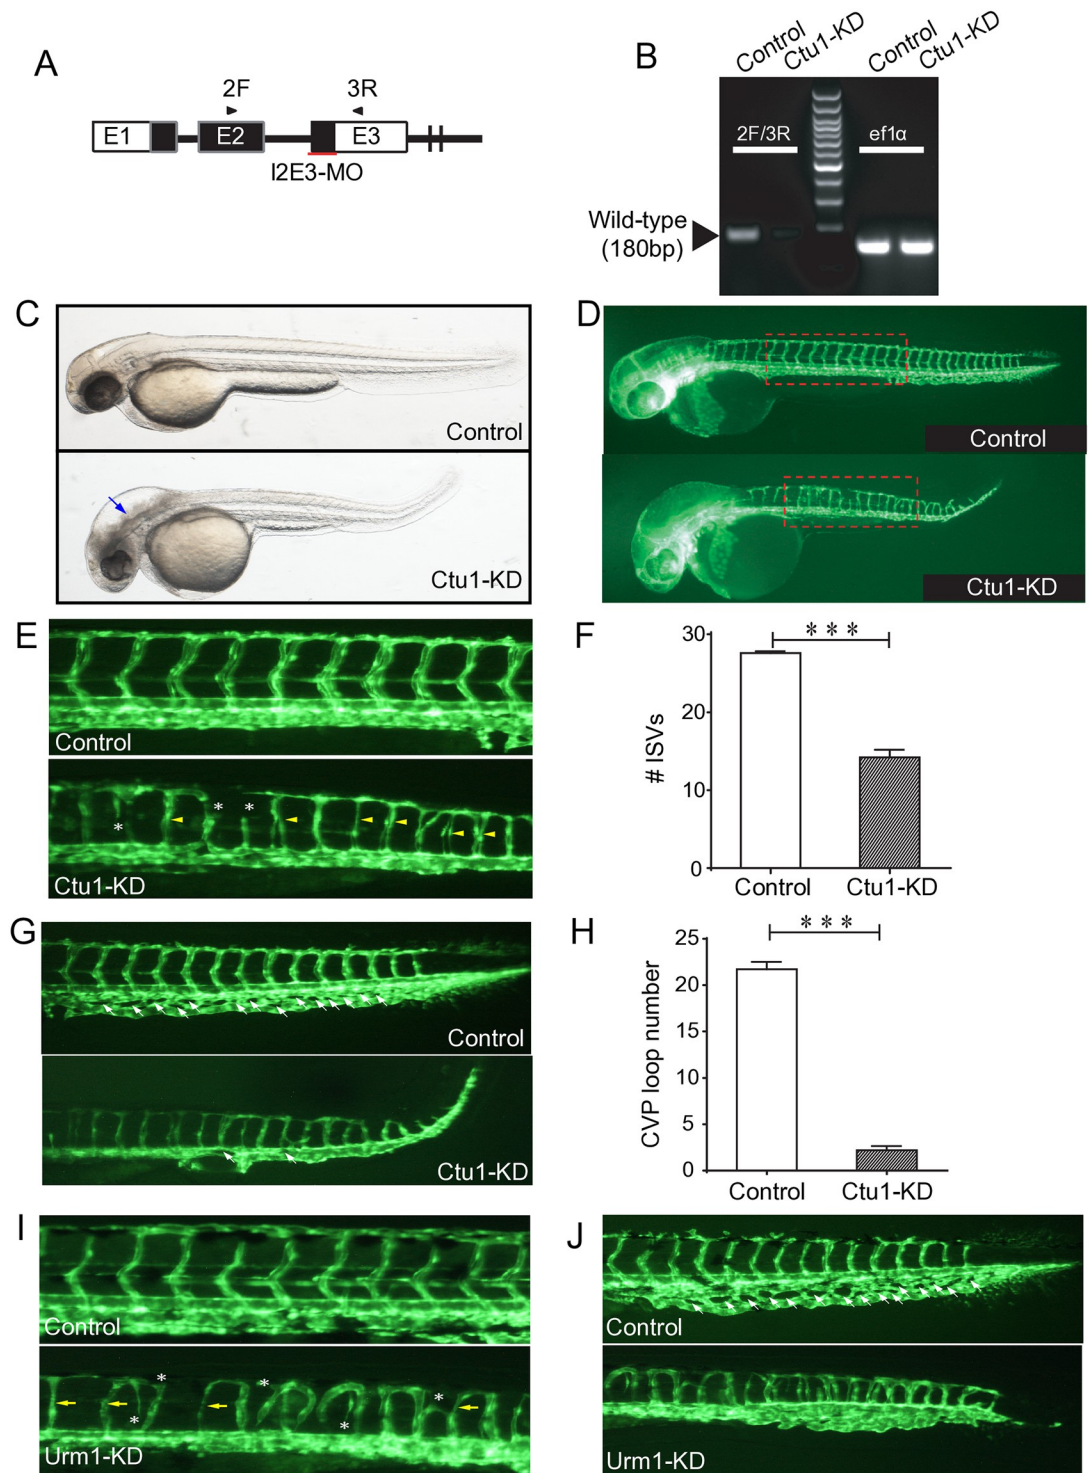 A
2F
3R
E1
E2
E3
I2E3-MO
B
Control
Ctu1-KD
Control
Ctu1-KD
2F/3R
ef1α
Wild-type
(180bp)
C
Control
Ctu1-KD
D
Control
Ctu1-KD
E
Control
*
*
*
Ctu1-KD
F
30
20
10
0
# ISVs
***
Control
Ctu1-KD
G
Control
Ctu1-KD
H
25
20
15
10
5
0
CVP loop number
***
Control
Ctu1-KD
I
Control
*
*
*
*
*
Urm1-KD
J
Control
Urm1-KD